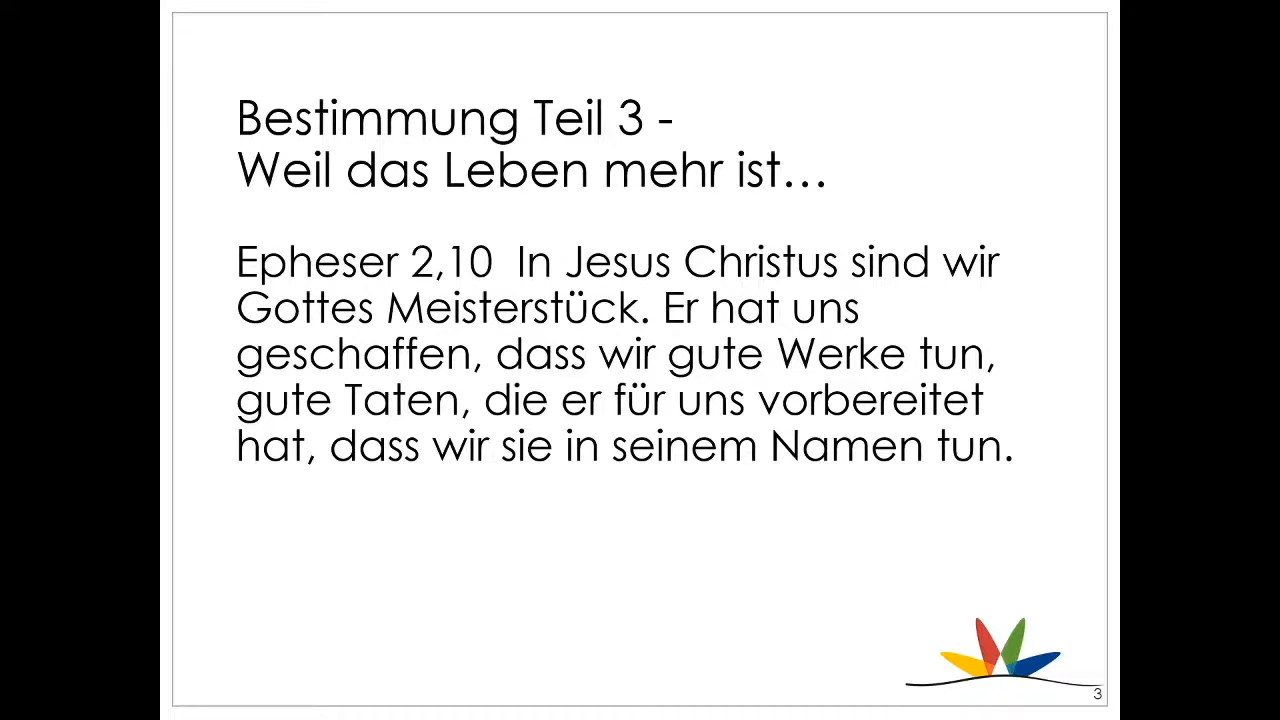 Bestimmung Teil 3 -
Weil das Leben mehr ist…
Epheser 2,10  In Jesus Christus sind wir
Gottes Meisterstück. Er hat uns
geschaffen, dass wir gute Werke tun,
gute Taten, die er für uns vorbereitet
hat, dass wir sie in seinem Namen tun.
3